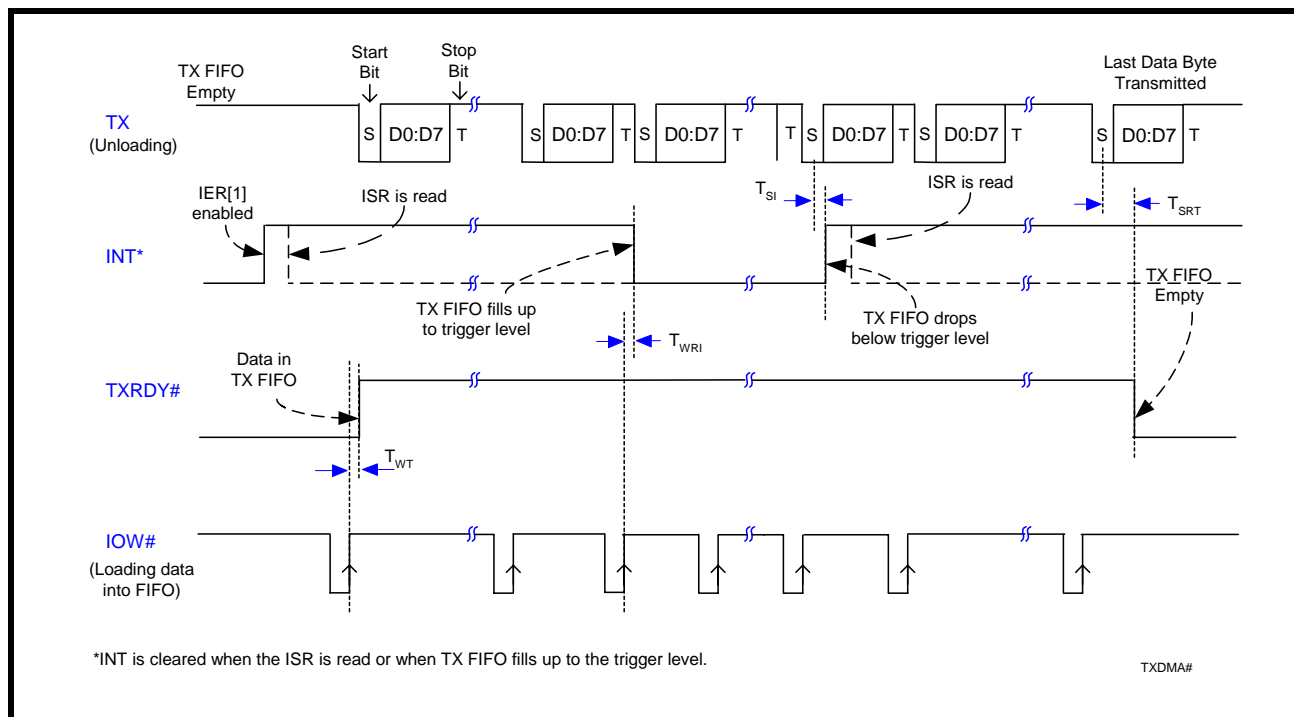 Start
Bit
Stop
Bit
TX FIFO
Empty
Last Data Byte
Transmitted
TX
(Unloading)
S D0:D7 T S D0:D7 T S D0:D7 T T S D0:D7 T S D0:D7 T S D0:D7 T
IER[1]
enabled
ISR is read
TSI
ISR is read
TSRT
INT*
TX FIFO fills up
to trigger level
TX FIFO drops
below trigger level
TX FIFO
Empty
TWRI
Data in
TX FIFO
TXRDY#
TWT
IOW#
(Loading data
into FIFO)
*INT is cleared when the ISR is read or when TX FIFO fills up to the trigger level.
TXDMA#